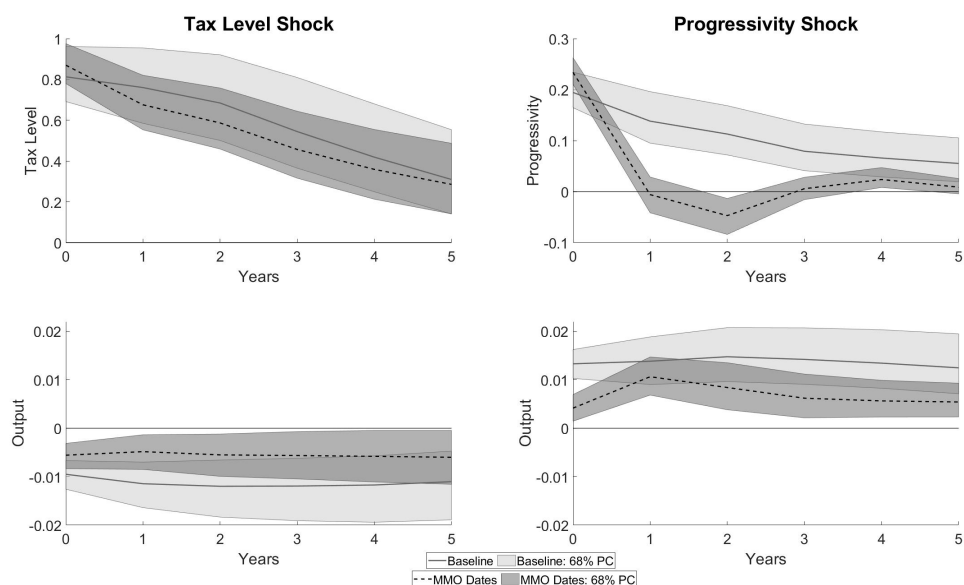 Tax Level Shock
Progressivity Shock
Tax Level
1
0.8
0.6
0.4
0.2
0
0 1 2 3 4 5
Years
Progressivity
0.3
0.2
0.1
0
-0.1
0 1 2 3 4 5
Years
Output
0.02
0.01
0
-0.01
-0.02
0 1 2 3 4 5
Years
Output
0.02
0.01
0
-0.01
-0.02
0 1 2 3 4 5
Years
Baseline Baseline: 68% PC
MMO Dates MMO Dates: 68% PC